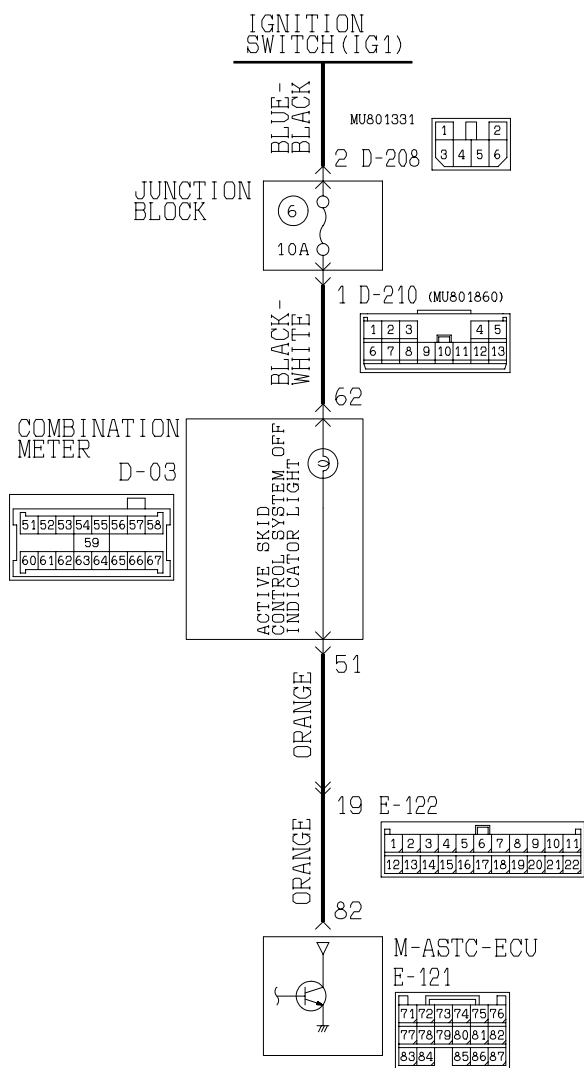 IGNITION
SWITCH(IG1)
BLUE-
BLACK
MU801331
1 2
3 4 5 6
2 D-208
JUNCTION
BLOCK
6
10A
1 D-210 (MU801860)
1 2 3 4 5
6 7 8 9 10 11 12 13
BLACK-
WHITE
62
COMBINATION
METER
D-03
51 52 53 54 55 56 57 58
59
60 61 62 63 64 65 66 67
ACTIVE SKID
CONTROL SYSTEM OFF
INDICATOR LIGHT
51
ORANGE
19 E-122
1 2 3 4 5 6 7 8 9 10 11
12 13 14 15 16 17 18 19 20 21 22
ORANGE
82
M-ASTC-ECU
E-121
71 72 73 74 75 76
77 78 79 80 81 82
83 84 85 86 87